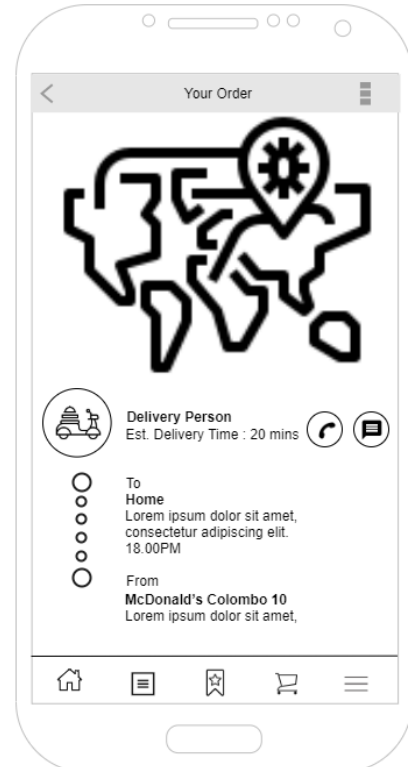 Your Order
Delivery Person
Est. Delivery Time : 20 mins
To
Home
Lorem ipsum dolor sit amet,
consectetur adipiscing elit.
18.00PM
From
McDonald's Colombo 10
Lorem ipsum dolor sit amet,